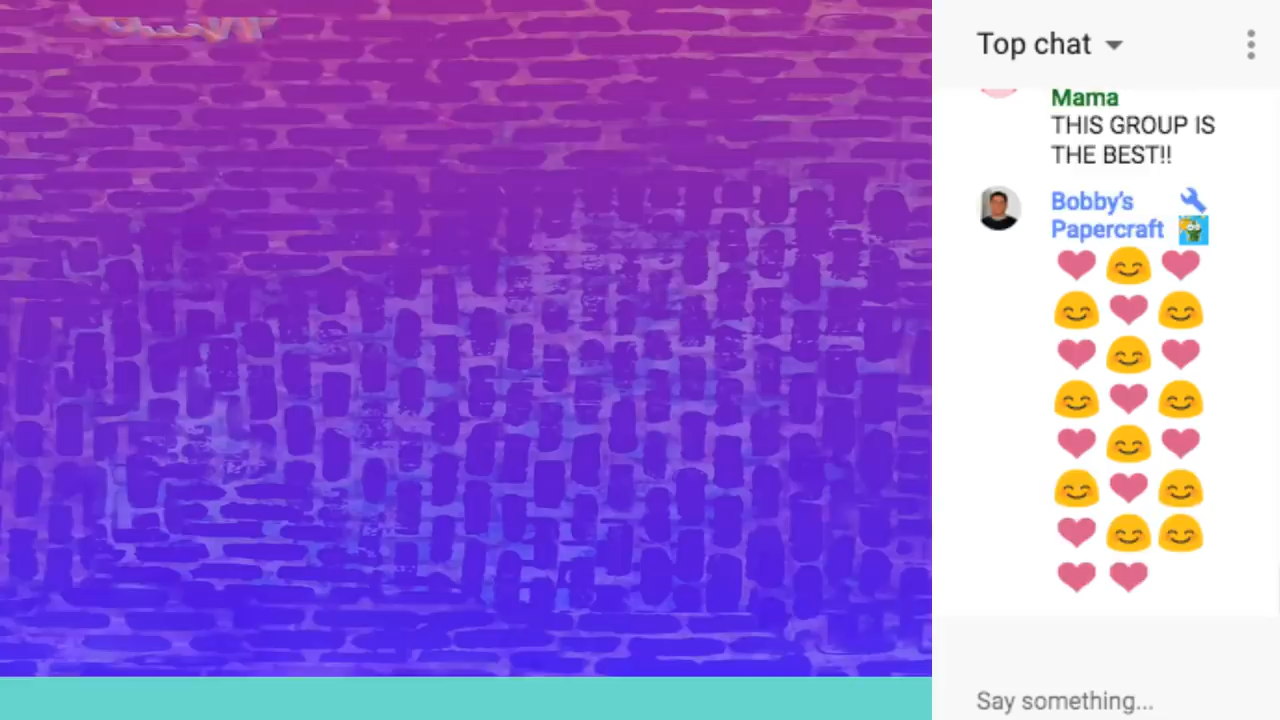 Top chat
Mama
THIS GROUP IS
THE BEST!!
Bobby's
Papercraft
Say something...